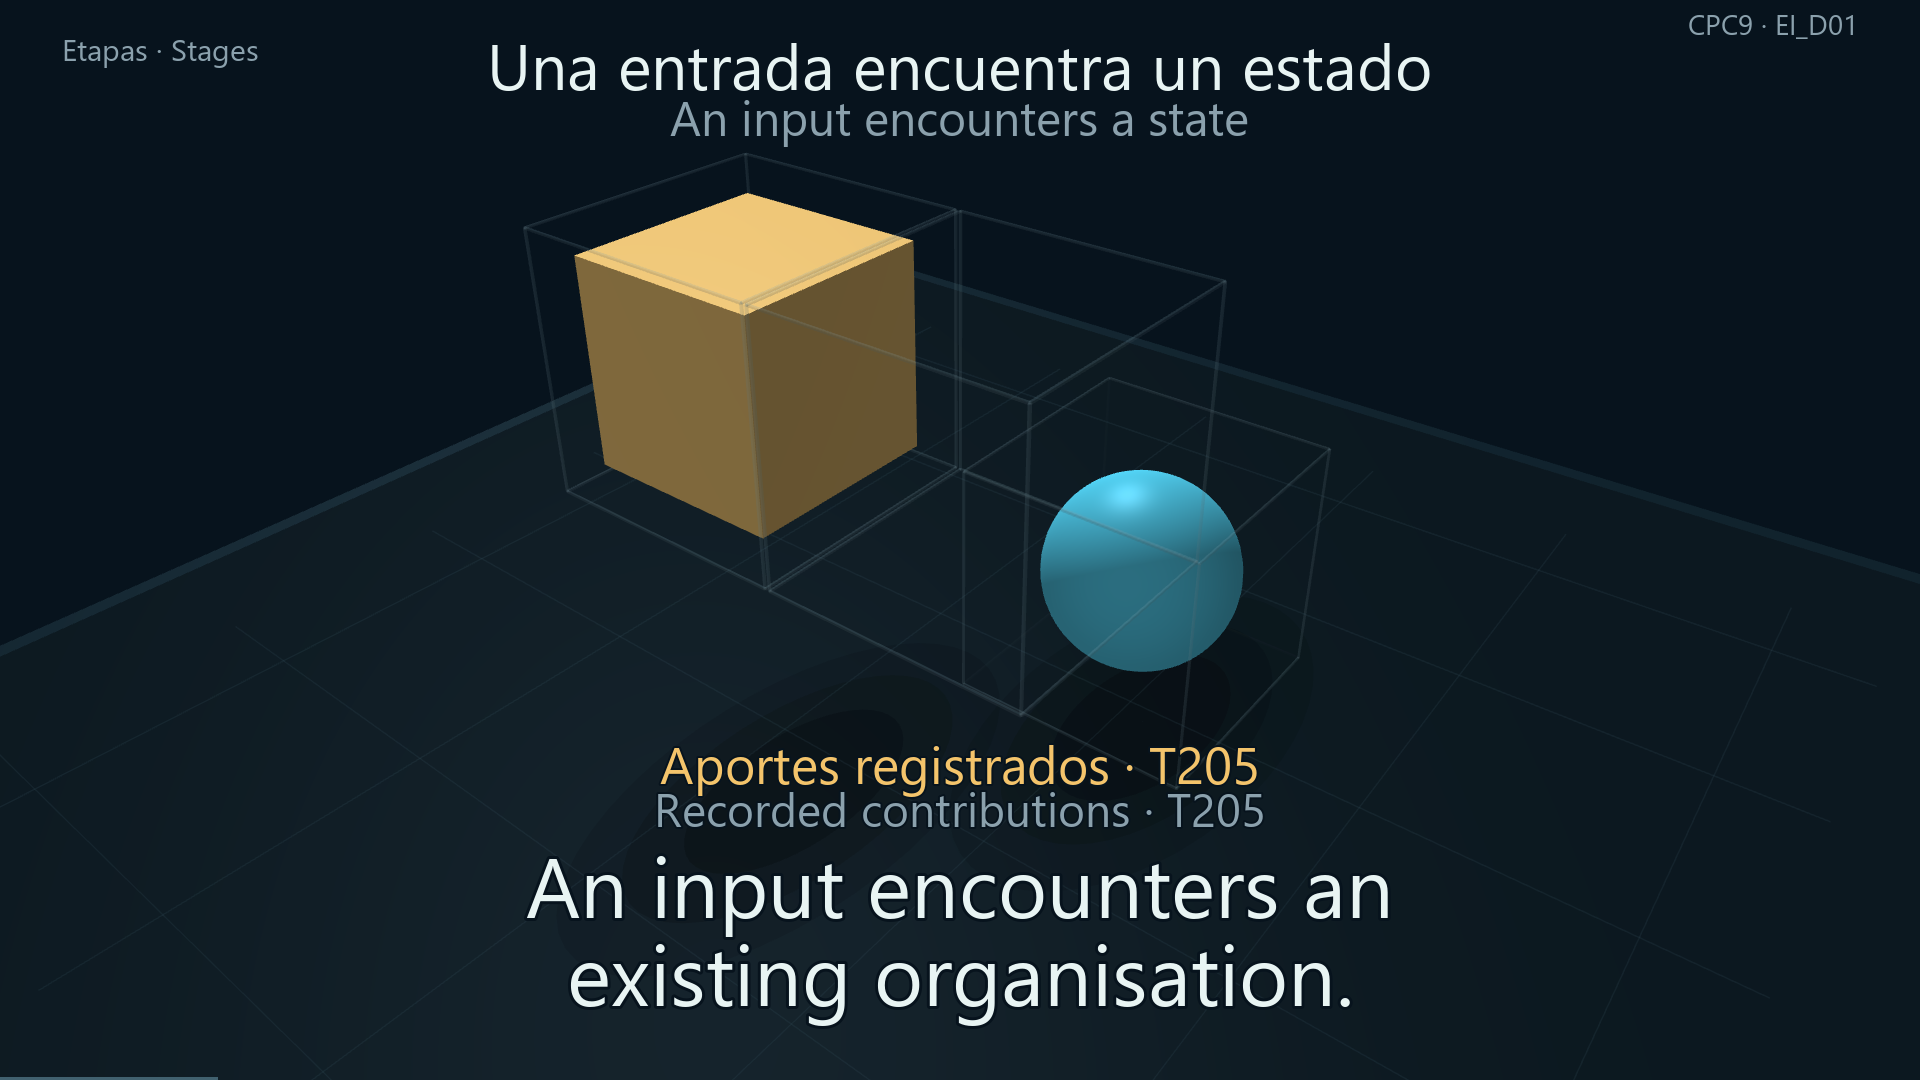 Etapas · Stages
CPC9 · EI_D01
Una entrada encuentra un estado
An input encounters a state
Aportes registrados · T205
Recorded contributions · T205
An input encounters an
existing organisation.